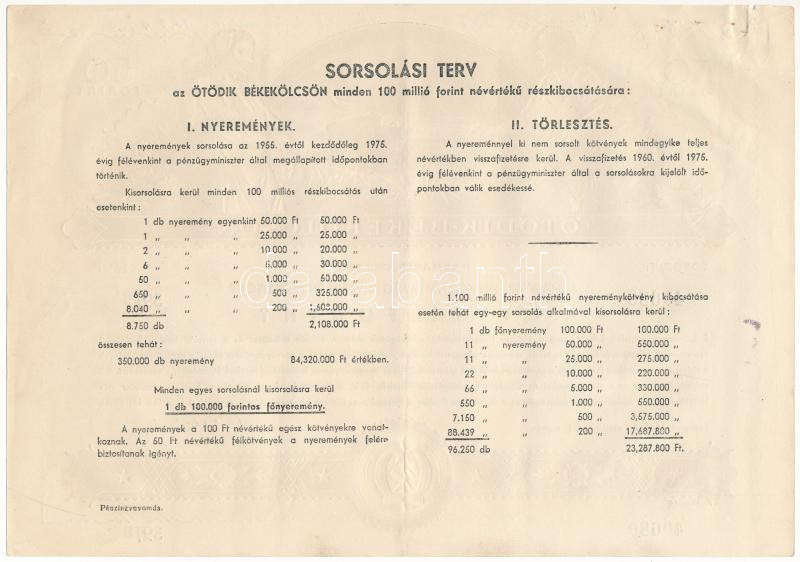 SORSOLÁSI TERV
az ÖTÖDIK BÉKEKÖLCSÖN minden 100 millió forint névértékű részkibocsátására:
I. NYEREMÉNYEK.
A nyeremények sorsolása az 1955. évtől kezdődőleg 1975.
évig félévenkint a pénzügyminiszter által megállapított időpontokban
történik.
Kisorsolásra kerül minden 100 milliós részkibocsátás után
esetenkint:
1 db nyeremény egyenkint 50.000 Ft 50.000 Ft
1 „ „ „ 25.000 „ 25.000 „
2 „ „ „ 10.000 „ 20.000 „
6 „ „ „ 5.000 „ 30.000 „
50 „ „ „ 1.000 „ 50.000 „
650 „ „ „ 500 „ 325.000 „
8.040 „ „ „ 200 „ 1,608.000 „
8.750 db 2,108.000 Ft
összesen tehát:
350.000 db nyeremény 84,320.000 Ft értékben.
Minden egyes sorsolásnál kisorsolásra kerül
1 db 100.000 forintos főnyeremény.
A nyeremények a 100 Ft névértékű egész kötvényekre vonat-
koznak. Az 50 Ft névértékű félkötvények a nyeremények felére
biztosítanak igényt.
Pénzjegynyomda.
II. TÖRLESZTÉS.
A nyereménnyel ki nem sorsolt kötvények mindegyike teljes
névértékben visszafizetésre kerül. A visszafizetés 1960. évtől 1975.
évig félévenkint a pénzügyminiszter által a sorsolásokra kijelölt idő-
pontokban válik esedékessé.
1.100 millió forint névértékű nyereménykötvény kibocsátása
esetén tehát egy-egy sorsolás alkalmával kisorsolásra kerül:
1 db főnyeremény 100.000 Ft 100.000 Ft
11 „ nyeremény 50.000 „ 550.000 „
11 „ „ 25.000 „ 275.000 „
22 „ „ 10.000 „ 220.000 „
66 „ „ 5.000 „ 330.000 „
550 „ „ 1.000 „ 550.000 „
7.150 „ „ 500 „ 3,575.000 „
88.439 „ „ 200 „ 17,687.800 „
96.250 db 23,287.800 Ft.
darabanth